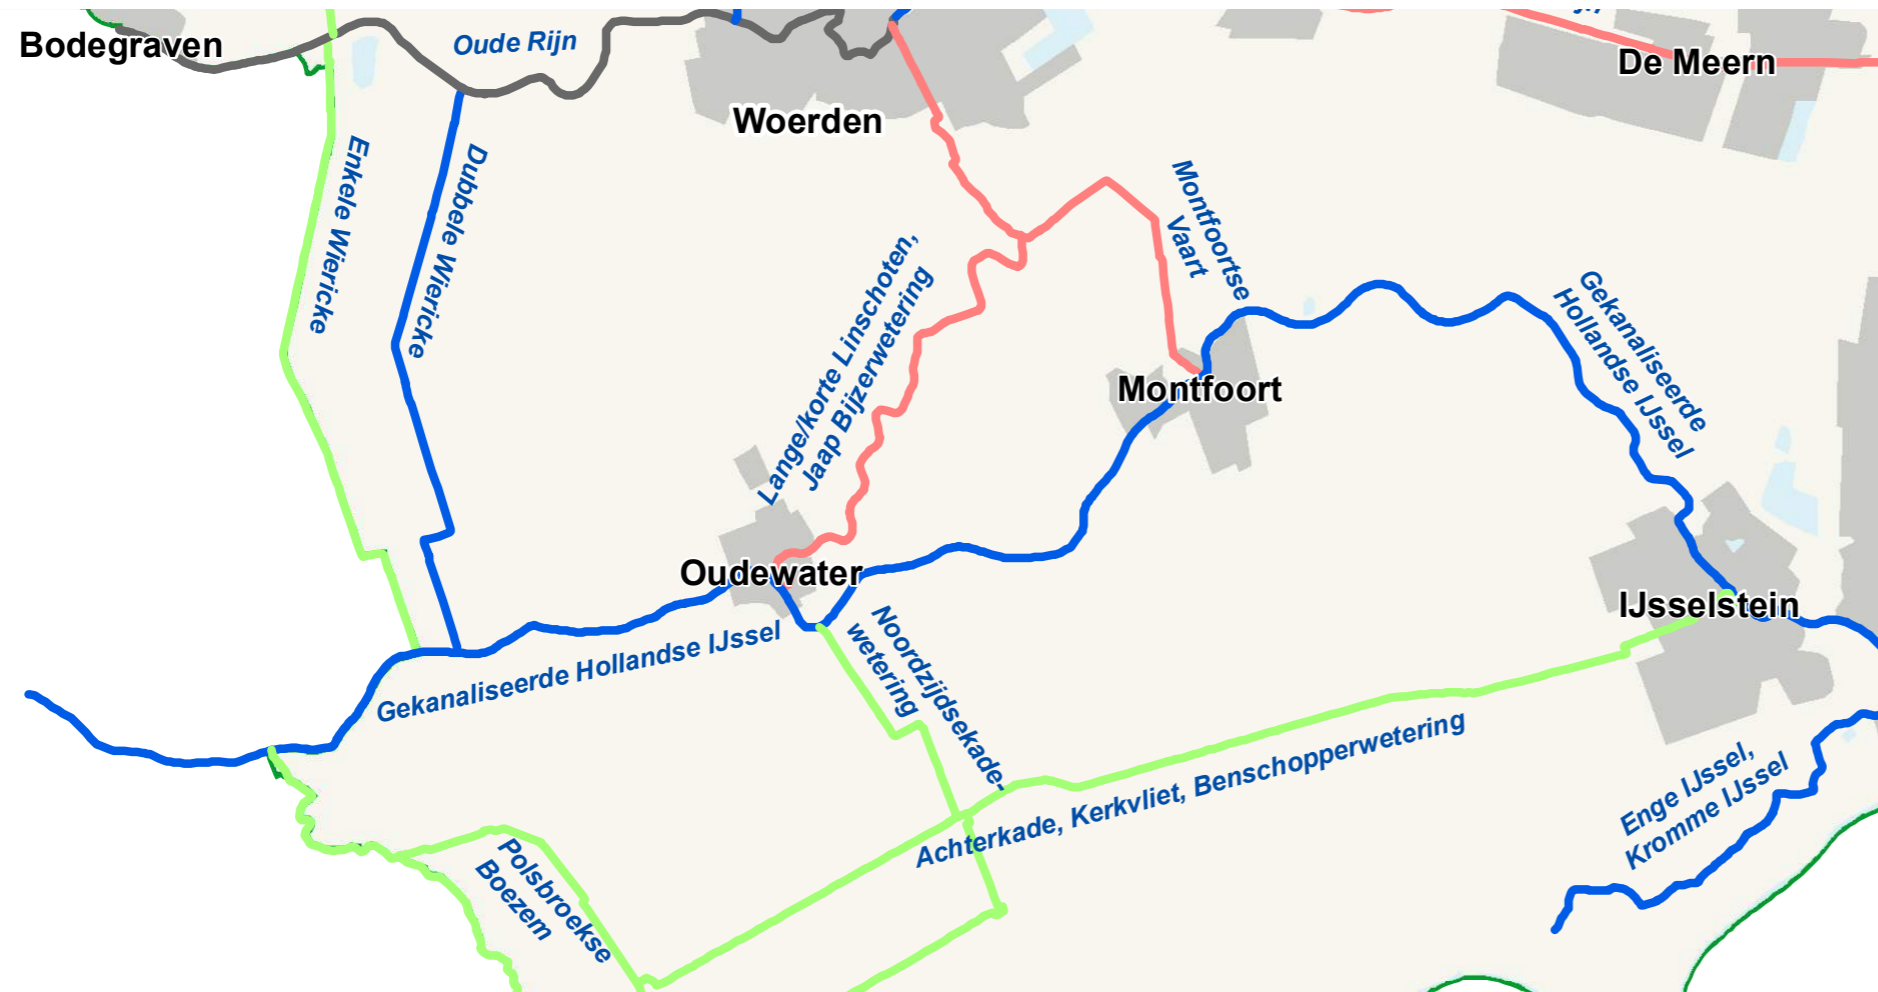 Bodegraven
Oude Rijn
De Meern
Woerden
Enkele Wiericke
Dubbele Wiericke
Montfoortse
Vaart
Lange/korte Linschoten,
Jaap Bijzerwetering
Gekanaliseerde
Hollandse IJssel
Montfoort
Oudewater
IJsselstein
Gekanaliseerde Hollandse IJssel
Noordzijdsekade-
wetering
Achterkade, Kerkvliet, Benschopperwetering
Enge IJssel,
Kromme IJssel
Polsbroekse
Boezem